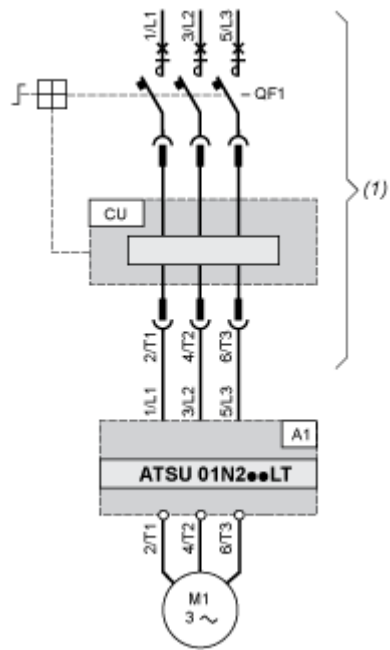 1/L1 3/L2 5/L3
QF1
(1)
CU
2/T1 4/T2 6/T3
1/L1 3/L2 5/L3
A1
ATSU 01N2●●LT
2/T1 4/T2 6/T3
M1
3 ~